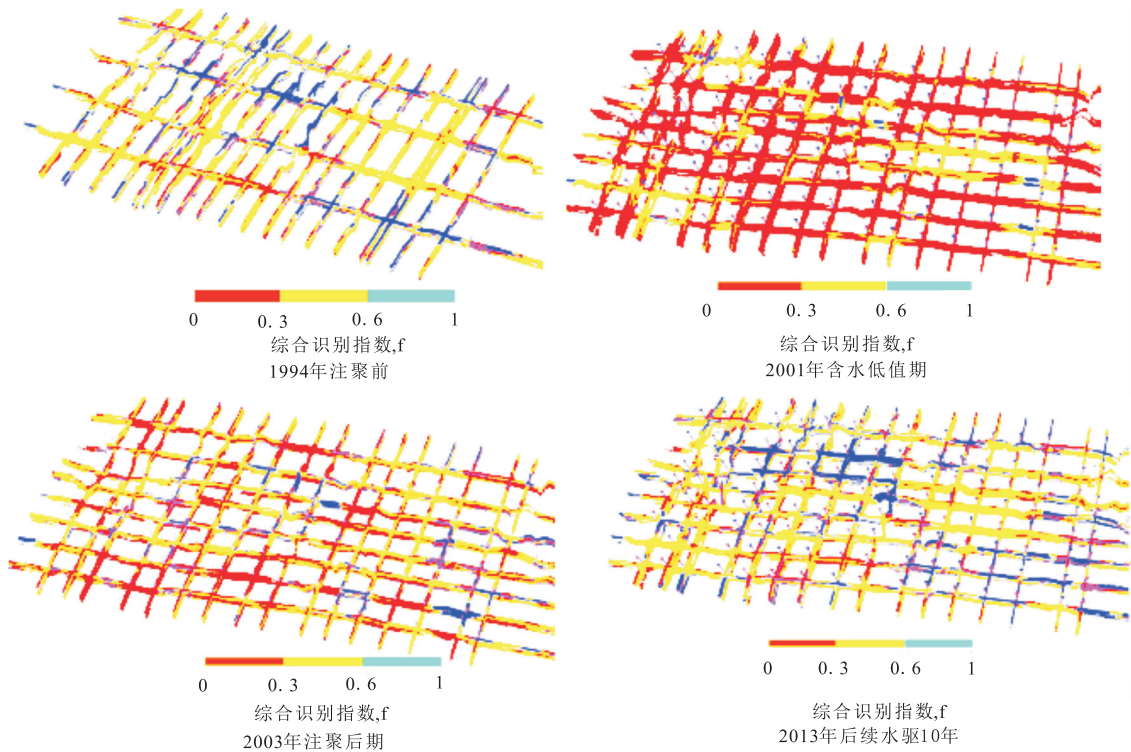 0 0.3 0.6 1
综合识别指数,f
1994年注聚前
0 0.3 0.6 1
综合识别指数,f
2001年含水低值期
0 0.3 0.6 1
综合识别指数,f
2003年注聚后期
0 0.3 0.6 1
综合识别指数,f
2013年后续水驱10年